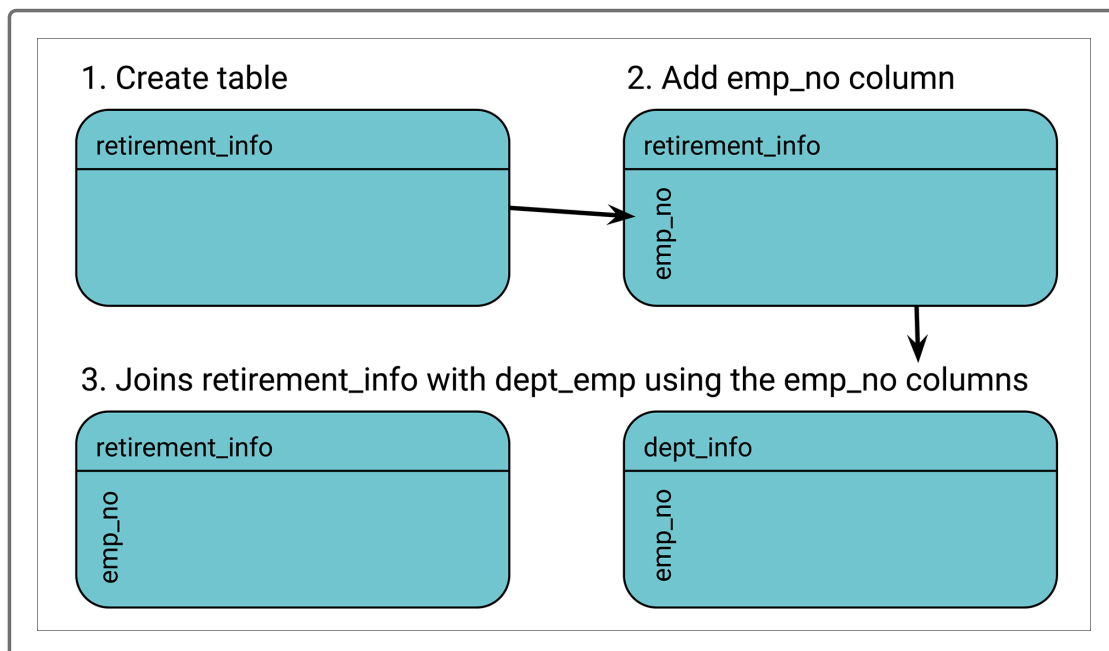 1. Create table
2. Add emp_no column
retirement_info
retirement_info
emp_no
3. Joins retirement_info with dept_emp using the emp_no columns
retirement_info
dept_info
emp_no
emp_no